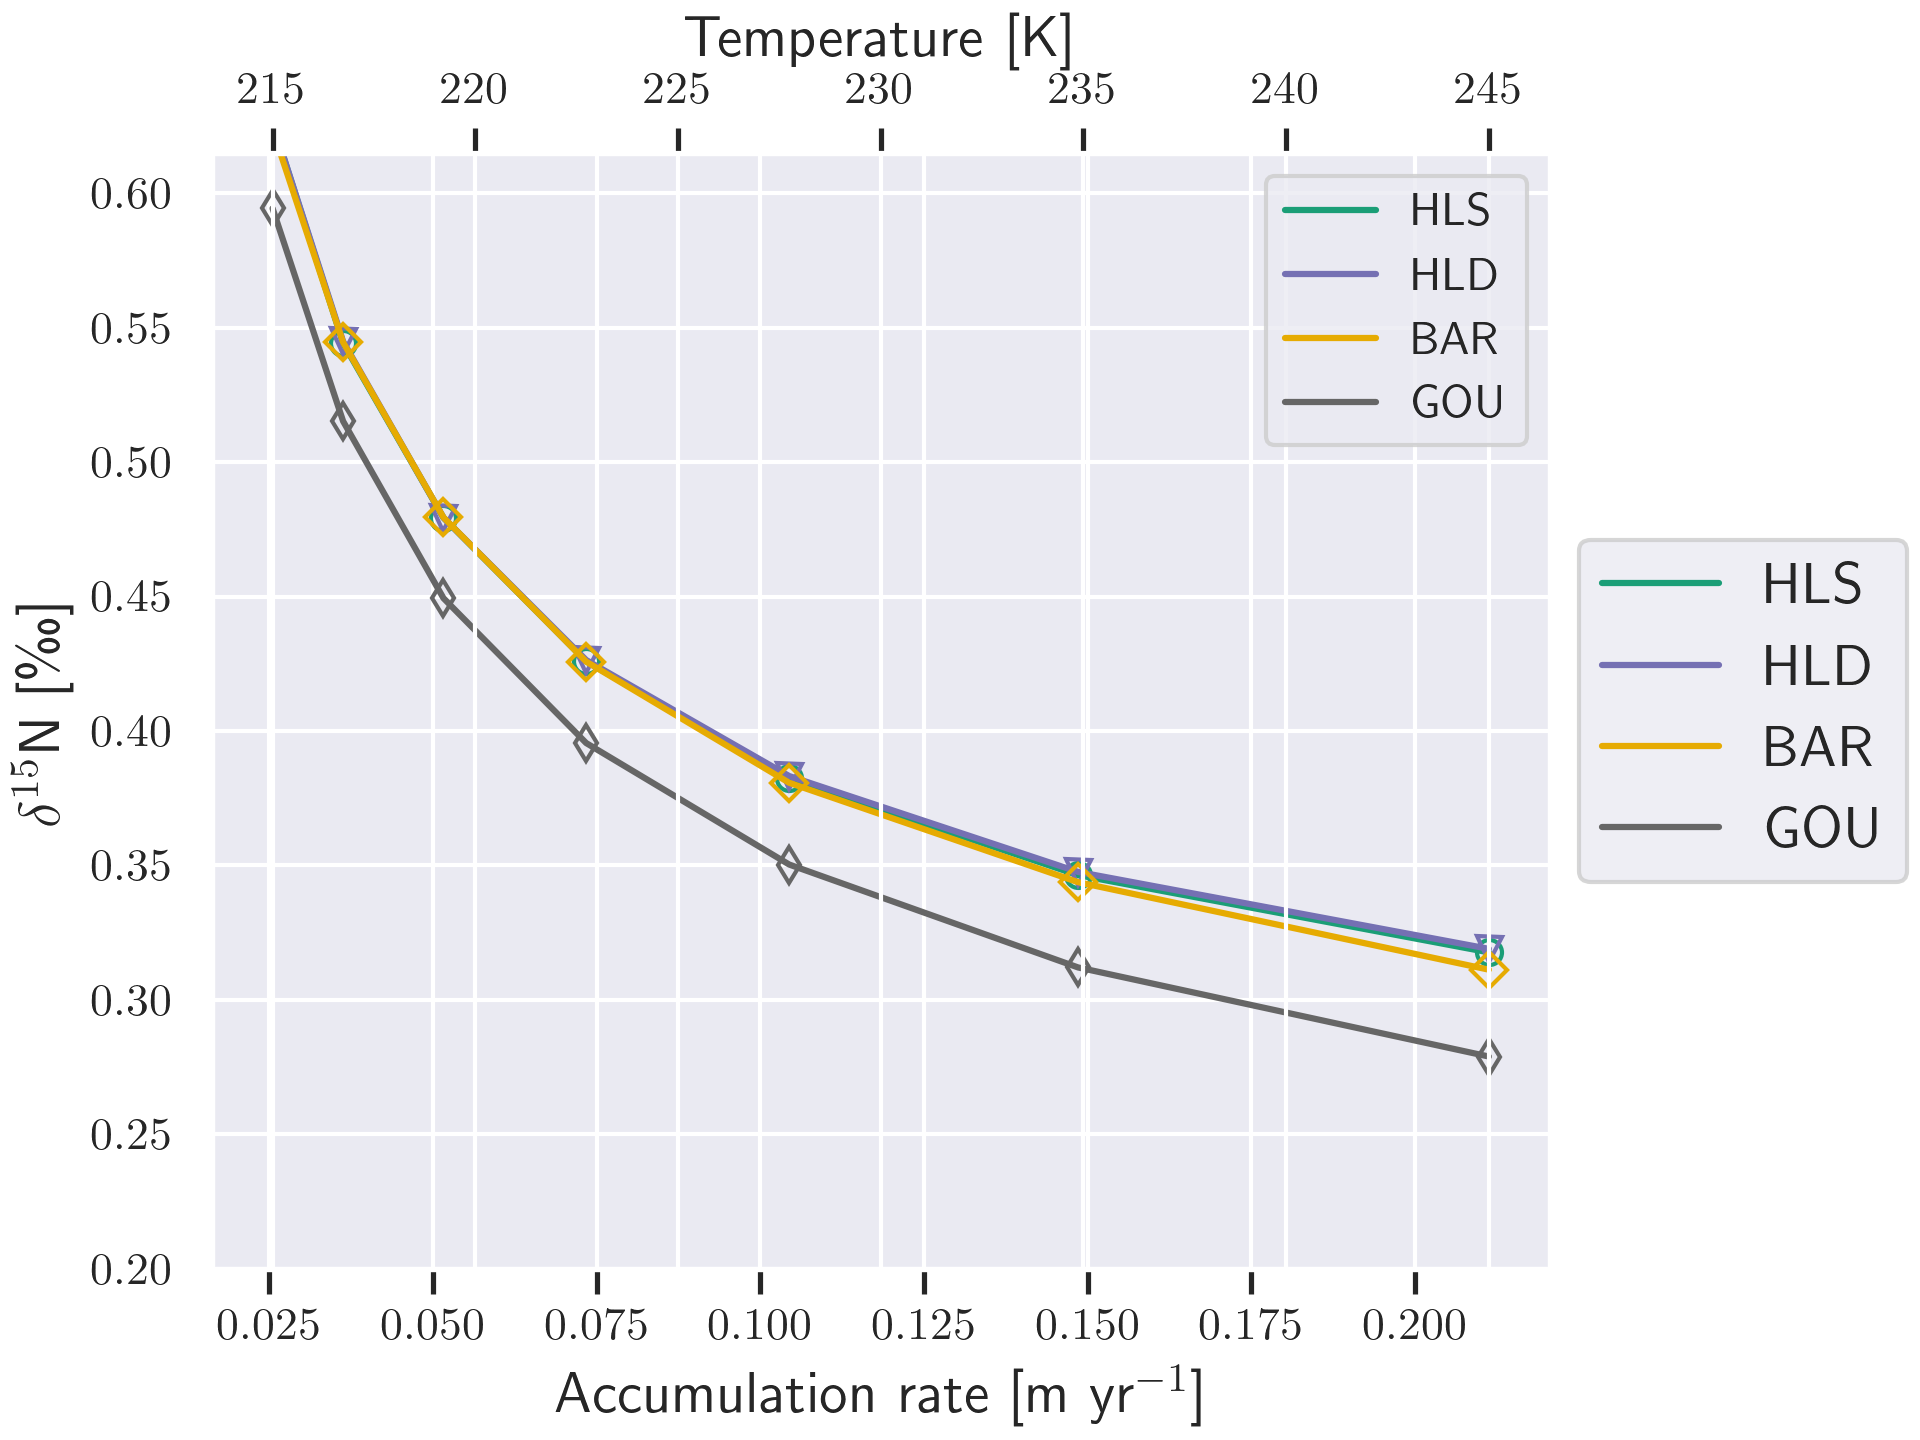 Temperature [K]
215 220 225 230 235 240 245
0.60
0.55
0.50
0.45
0.40
0.35
0.30
0.25
0.20
δ¹⁵N [‰]
HLS
HLD
BAR
GOU
HLS
HLD
BAR
GOU
0.025 0.050 0.075 0.100 0.125 0.150 0.175 0.200
Accumulation rate [m yr⁻¹]